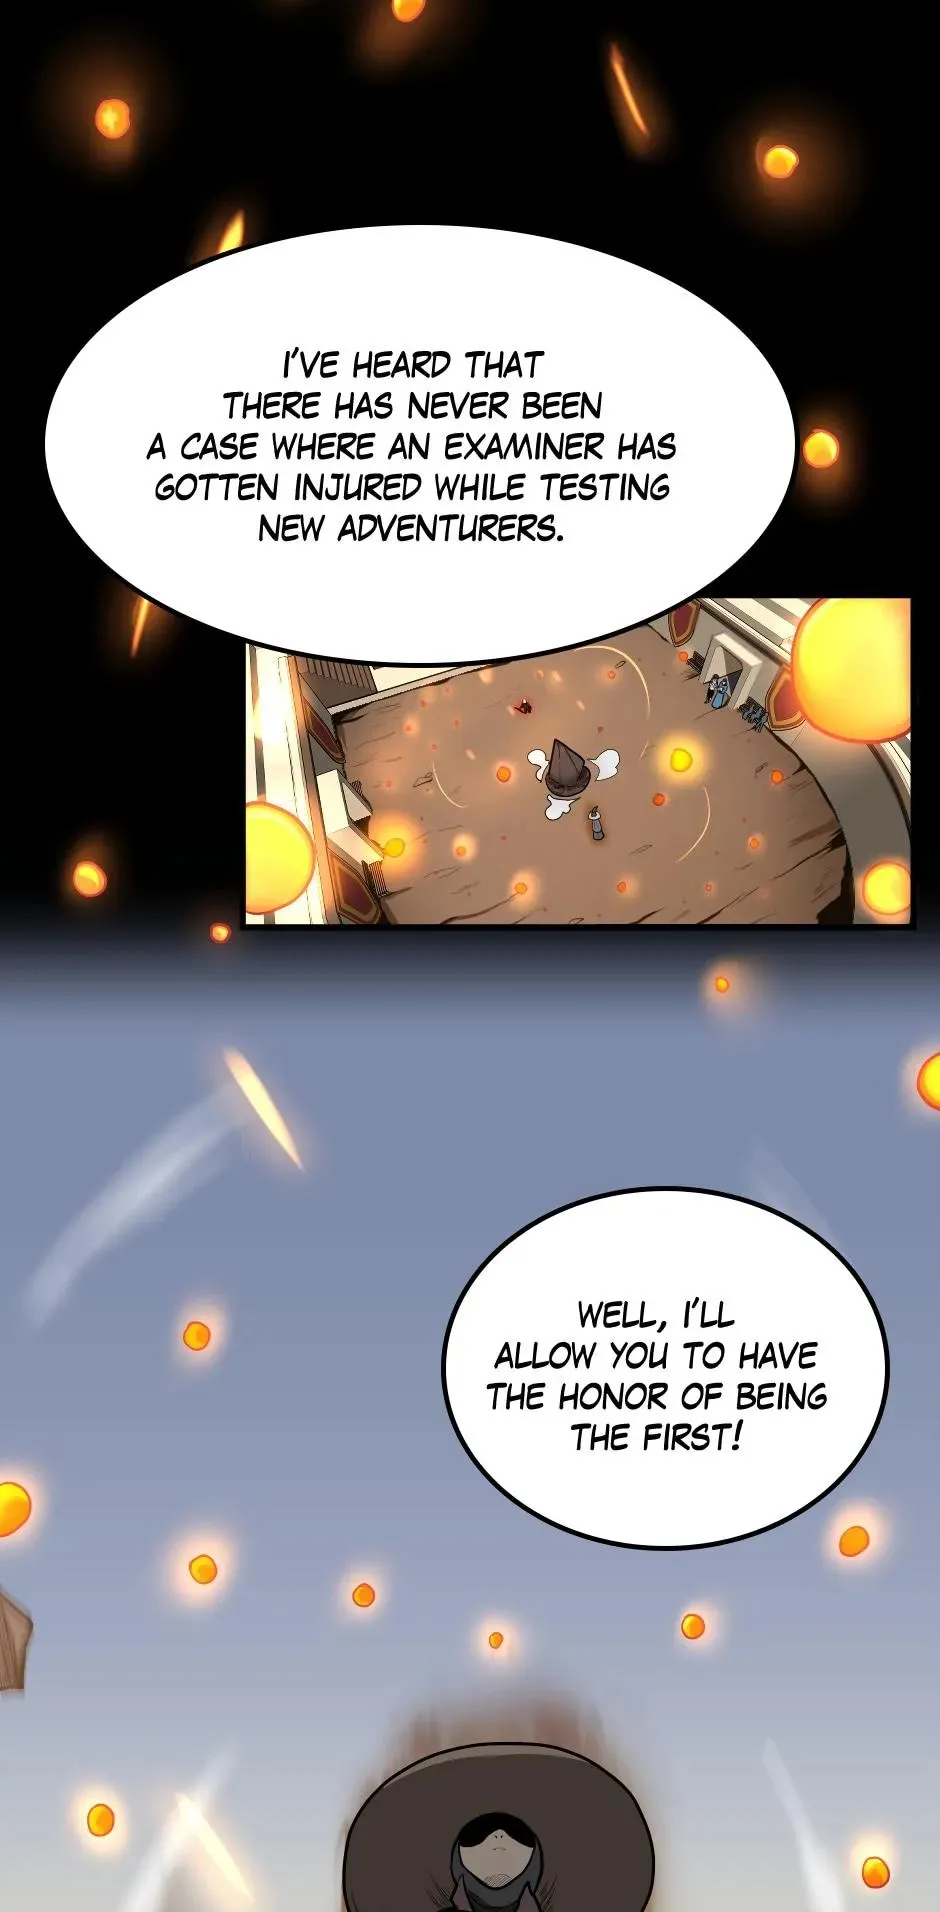 I'VE HEARD THAT
THERE HAS NEVER BEEN
A CASE WHERE AN EXAMINER HAS
GOTTEN INJURED WHILE TESTING
NEW ADVENTURERS.
WELL, I'LL
ALLOW YOU TO HAVE
THE HONOR OF BEING
THE FIRST!